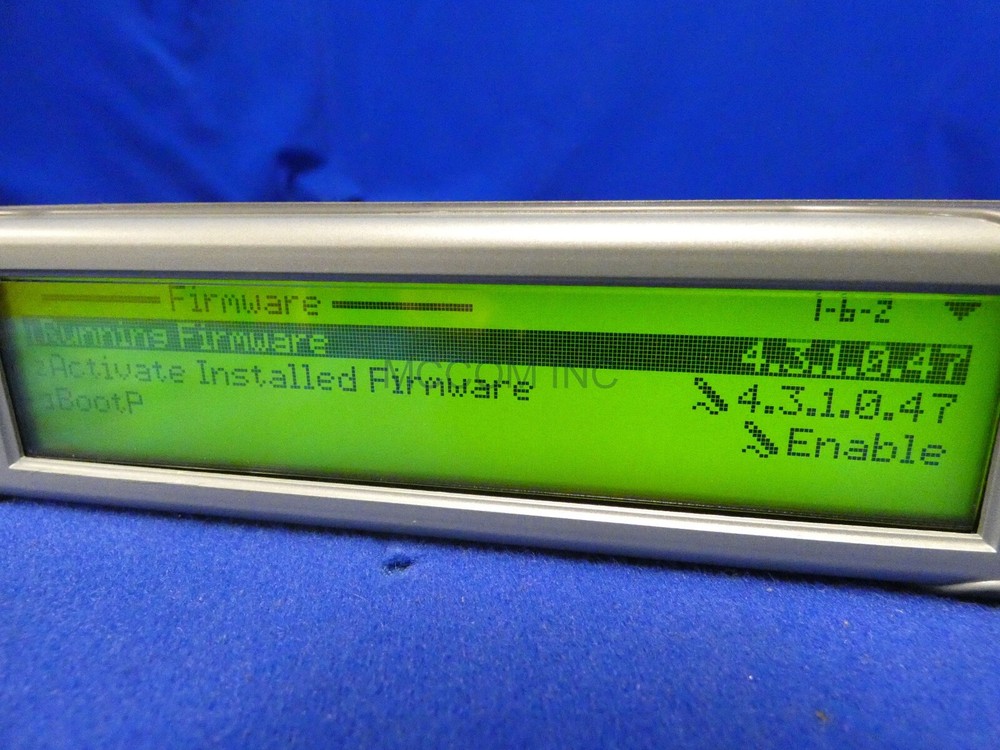 Firmware 1-6-2
1Running Firmware 4.3.1.0.47
2Activate Installed Firmware 4.3.1.0.47
3BootP Enable
MCCOM INC